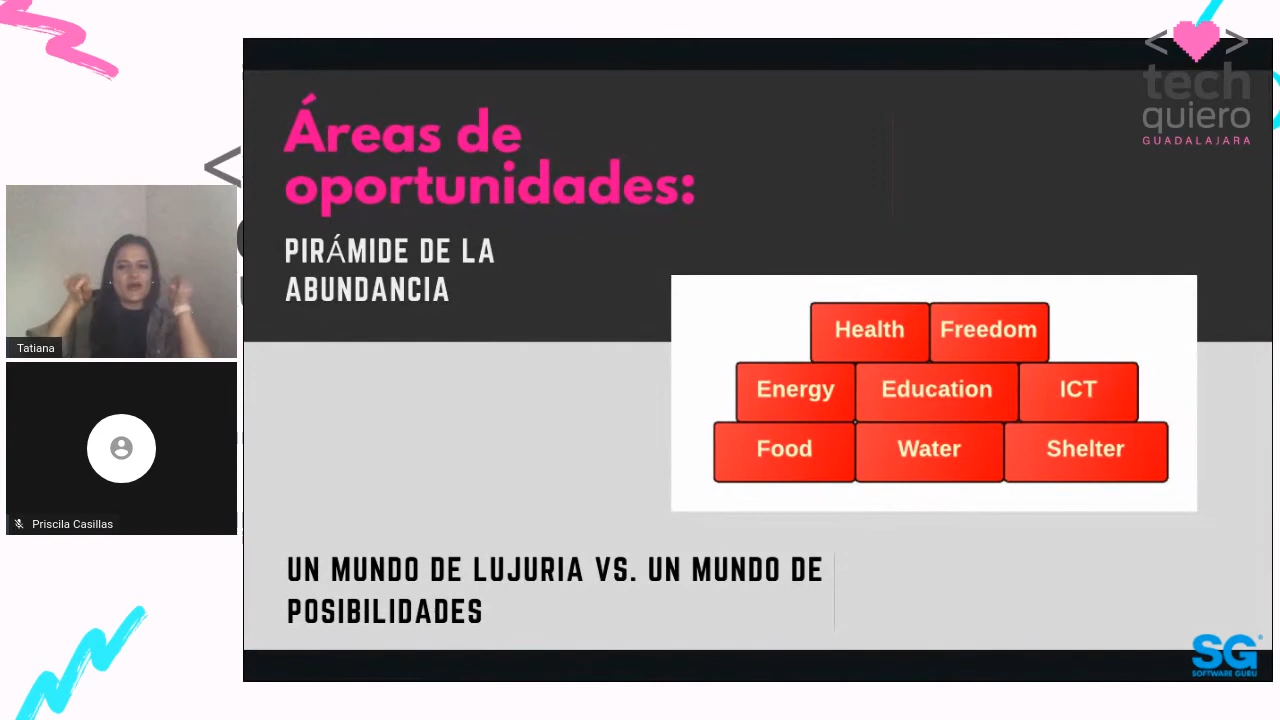 Áreas de
oportunidades:
PIRÁMIDE DE LA
ABUNDANCIA
Health Freedom
Energy Education ICT
Food Water Shelter
UN MUNDO DE LUJURIA VS. UN MUNDO DE
POSIBILIDADES
< >
tech
quiero
GUADALAJARA
Tatiana
Priscila Casillas
SG
SOFTWARE GURU